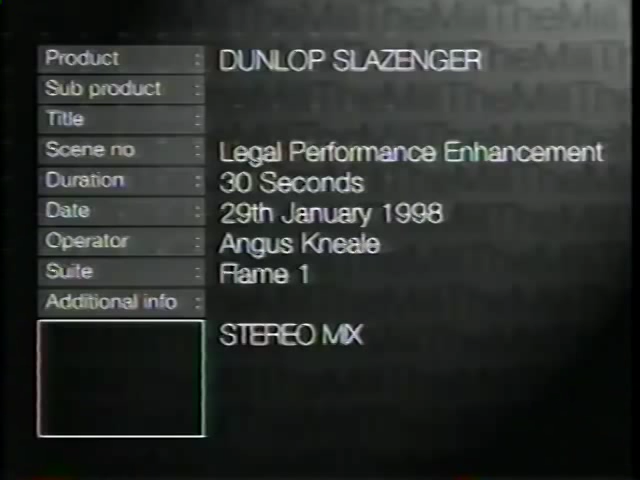 Product : DUNLOP SLAZENGER
Sub product :
Title :
Scene no : Legal Performance Enhancement
Duration : 30 Seconds
Date : 29th January 1998
Operator : Angus Kneale
Suite : Flame 1
Additional info :
STEREO MIX